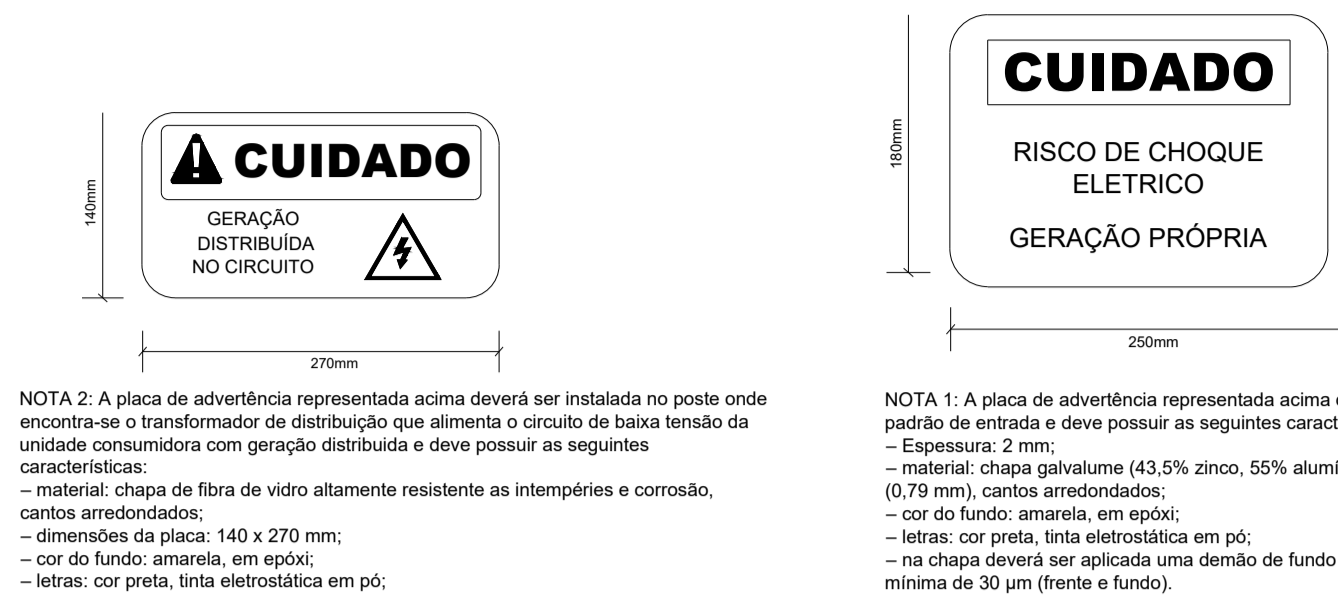 CUIDADO
GERAÇÃO
DISTRIBUÍDA
NO CIRCUITO
140mm
270mm
NOTA 2: A placa de advertência representada acima deverá ser instalada no poste onde
encontra-se o transformador de distribuição que alimenta o circuito de baixa tensão da
unidade consumidora com geração distribuida e deve possuir as seguintes
características:
– material: chapa de fibra de vidro altamente resistente as intempéries e corrosão,
cantos arredondados;
– dimensões da placa: 140 x 270 mm;
– cor do fundo: amarela, em epóxi;
– letras: cor preta, tinta eletrostática em pó;
CUIDADO
RISCO DE CHOQUE
ELETRICO
GERAÇÃO PRÓPRIA
180mm
250mm
NOTA 1: A placa de advertência representada acima
padrão de entrada e deve possuir as seguintes
– Espessura: 2 mm;
– material: chapa galvalume (43,5% zinco, 55%
(0,79 mm), cantos arredondados;
– cor do fundo: amarela, em epóxi;
– letras: cor preta, tinta eletrostática em pó;
– na chapa deverá ser aplicada uma demão de fundo
mínima de 30 μm (frente e fundo).